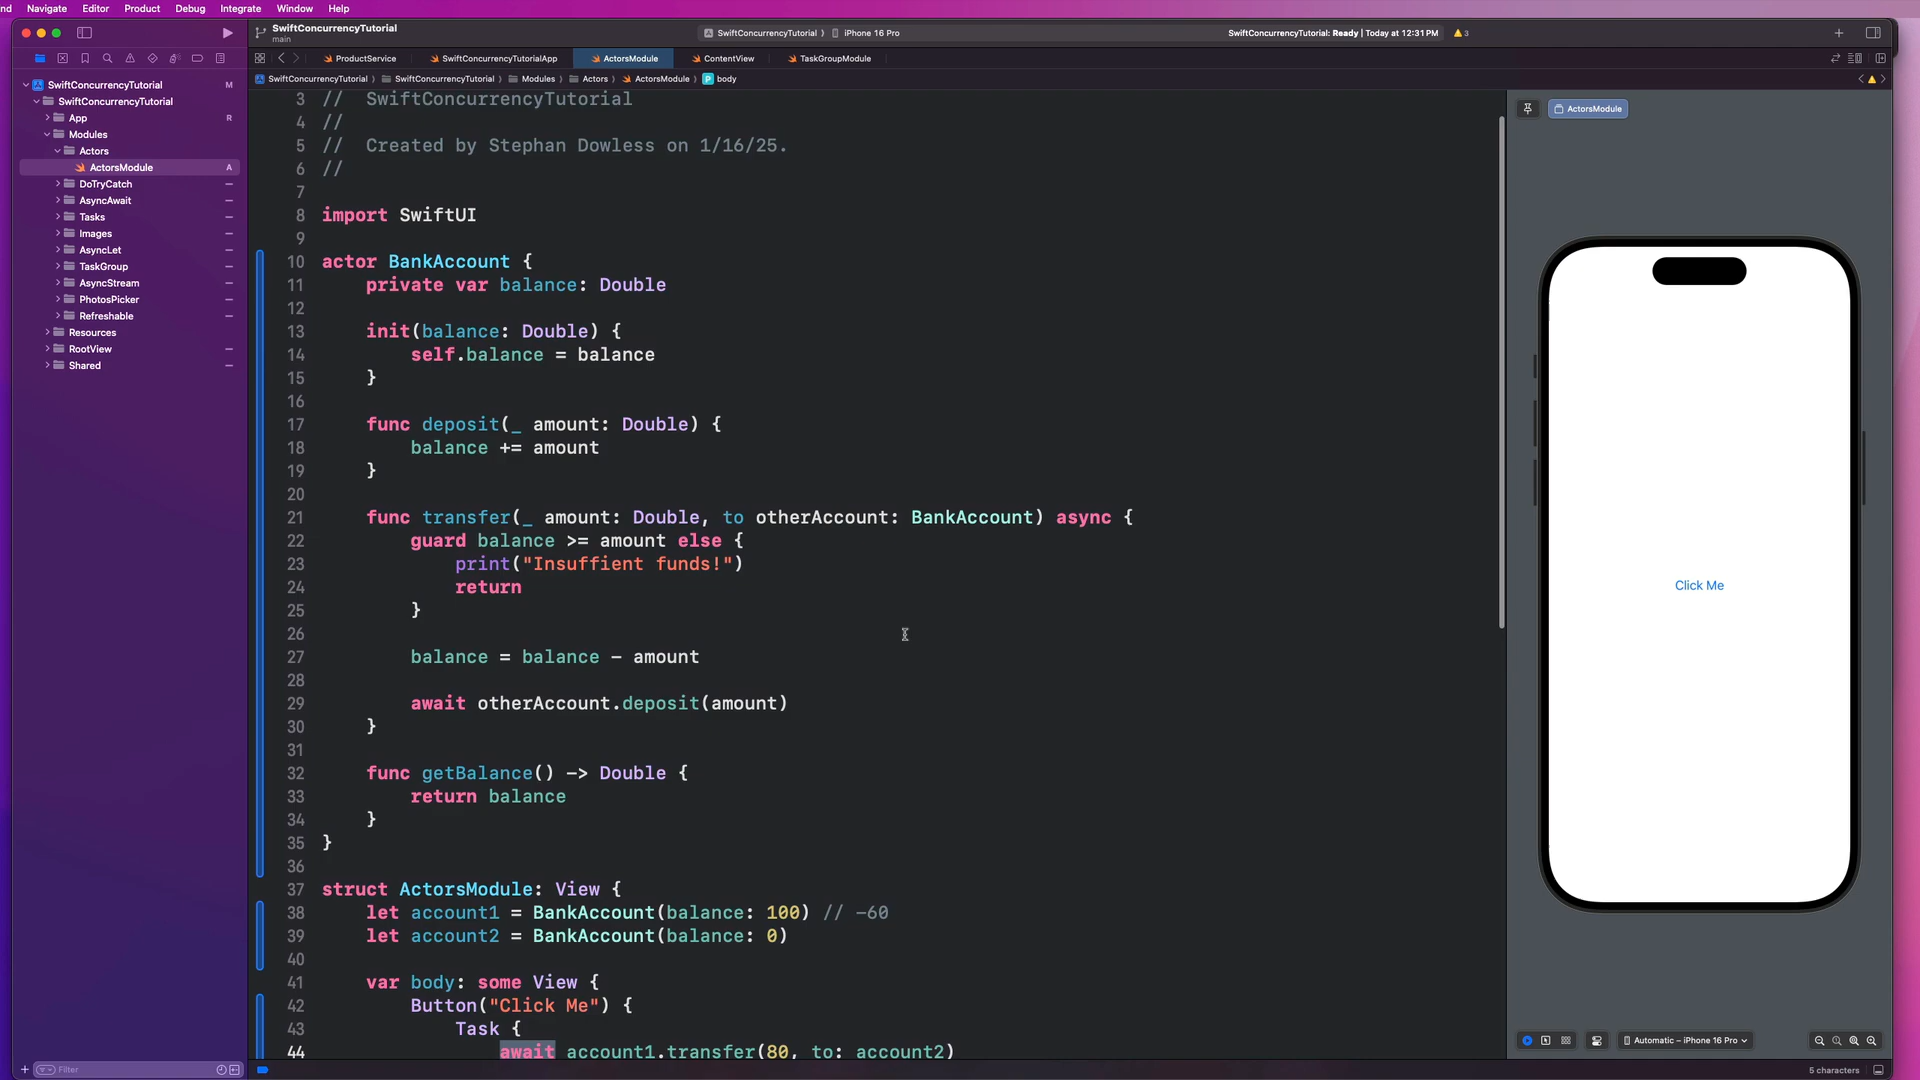 Navigate Editor Product Debug Integrate Window Help
SwiftConcurrencyTutorial
main
SwiftConcurrencyTutorial iPhone 16 Pro
SwiftConcurrencyTutorial: Ready | Today at 12:31 PM 3
ProductService SwiftConcurrencyTutorialApp ActorsModule ContentView TaskGroupModule
SwiftConcurrencyTutorial SwiftConcurrencyTutorial Modules Actors ActorsModule P body
SwiftConcurrencyTutorial M
SwiftConcurrencyTutorial
App R
Modules
Actors
ActorsModule A
DoTryCatch
AsyncAwait
Tasks
Images
AsyncLet
TaskGroup
AsyncStream
PhotosPicker
Refreshable
Resources
RootView
Shared
Filter
3 //  SwiftConcurrencyTutorial
4 //
5 //  Created by Stephan Dowless on 1/16/25.
6 //
7
8 import SwiftUI
9
10 actor BankAccount {
11     private var balance: Double
12
13     init(balance: Double) {
14         self.balance = balance
15     }
16
17     func deposit(_ amount: Double) {
18         balance += amount
19     }
20
21     func transfer(_ amount: Double, to otherAccount: BankAccount) async {
22         guard balance >= amount else {
23             print("Insuffient funds!")
24             return
25         }
26
27         balance = balance - amount
28
29         await otherAccount.deposit(amount)
30     }
31
32     func getBalance() -> Double {
33         return balance
34     }
35 }
36
37 struct ActorsModule: View {
38     let account1 = BankAccount(balance: 100) // -60
39     let account2 = BankAccount(balance: 0)
40
41     var body: some View {
42         Button("Click Me") {
43             Task {
44                 await account1.transfer(80, to: account2)
ActorsModule
Click Me
Automatic – iPhone 16 Pro
5 characters